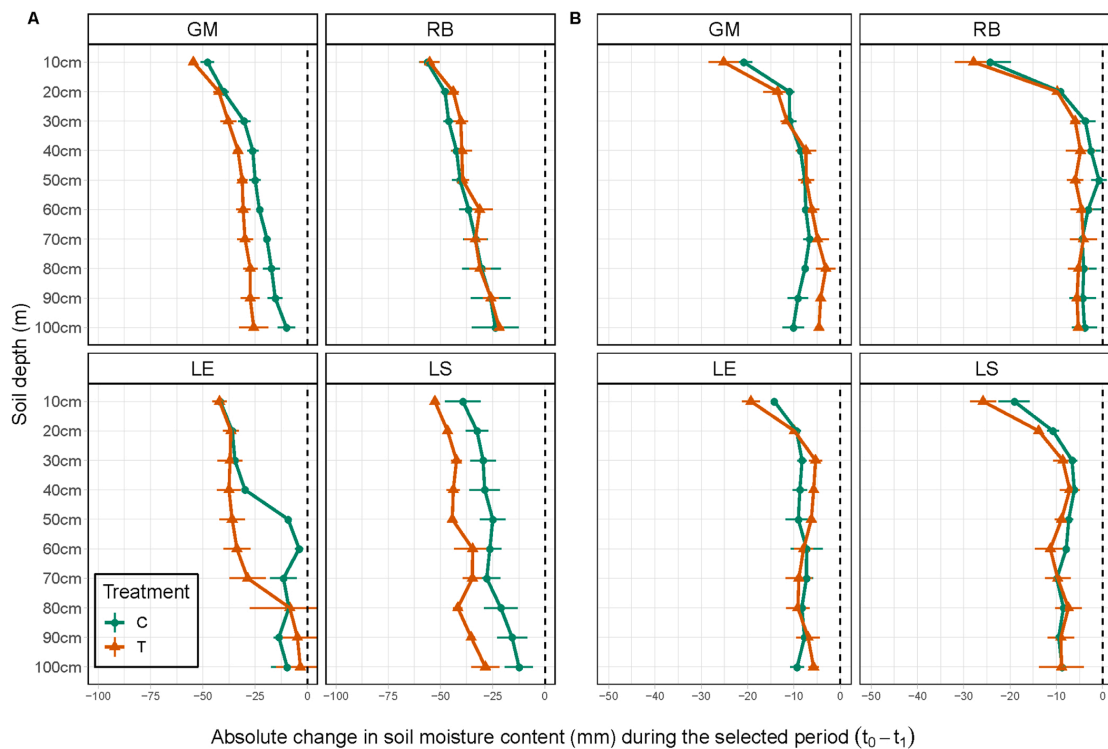 A
B
GM
RB
GM
RB
10cm
20cm
30cm
40cm
50cm
60cm
70cm
80cm
90cm
100cm
LE
LS
LE
LS
10cm
20cm
30cm
40cm
50cm
60cm
70cm
80cm
90cm
100cm
Soil depth (m)
Treatment
C
T
−100 −75 −50 −25 0
−100 −75 −50 −25 0
−50 −40 −30 −20 −10 0
−50 −40 −30 −20 −10 0
Absolute change in soil moisture content (mm) during the selected period (t₀ − t₁)